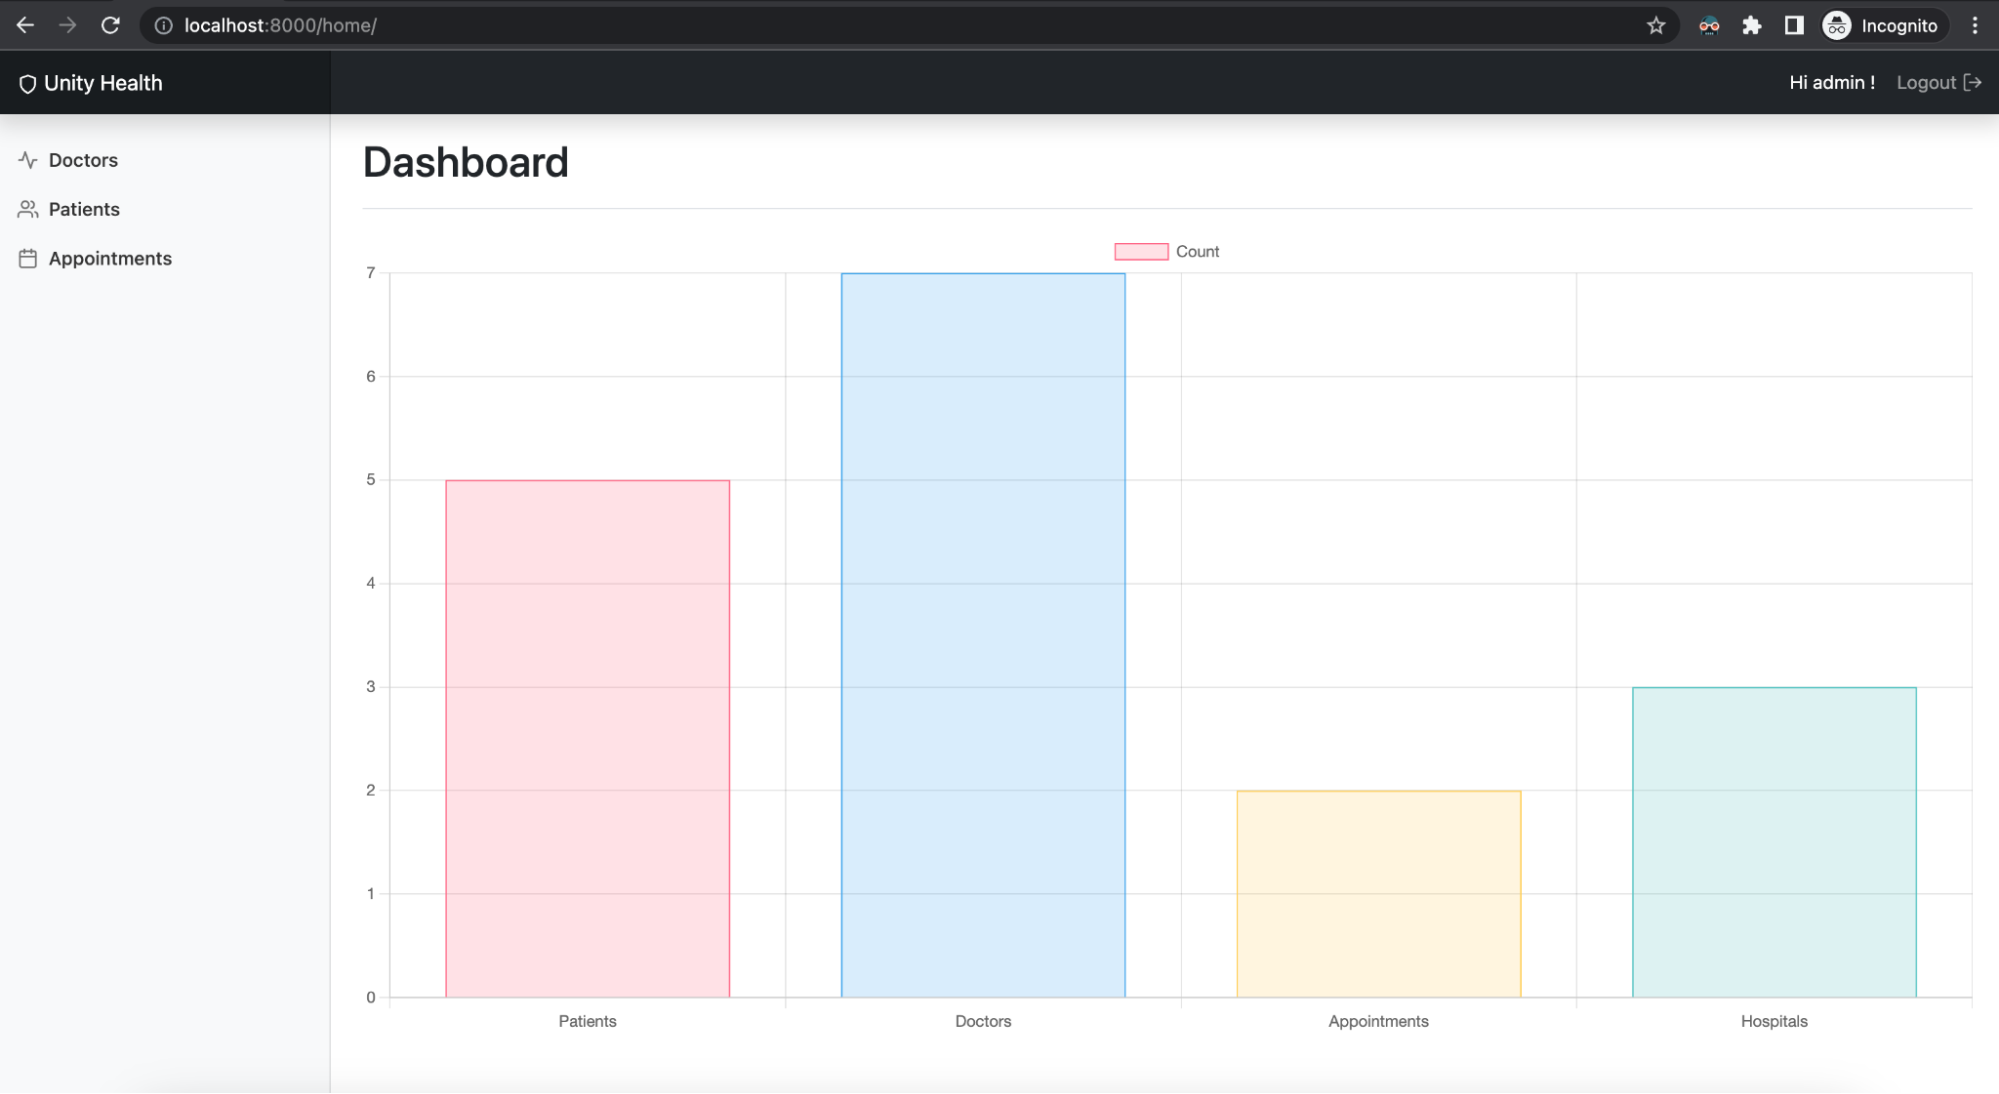 localhost:8000/home/
Incognito
Unity Health
Hi admin !
Logout
Doctors
Patients
Appointments
Dashboard
Count
7
6
5
4
3
2
1
0
Patients
Doctors
Appointments
Hospitals